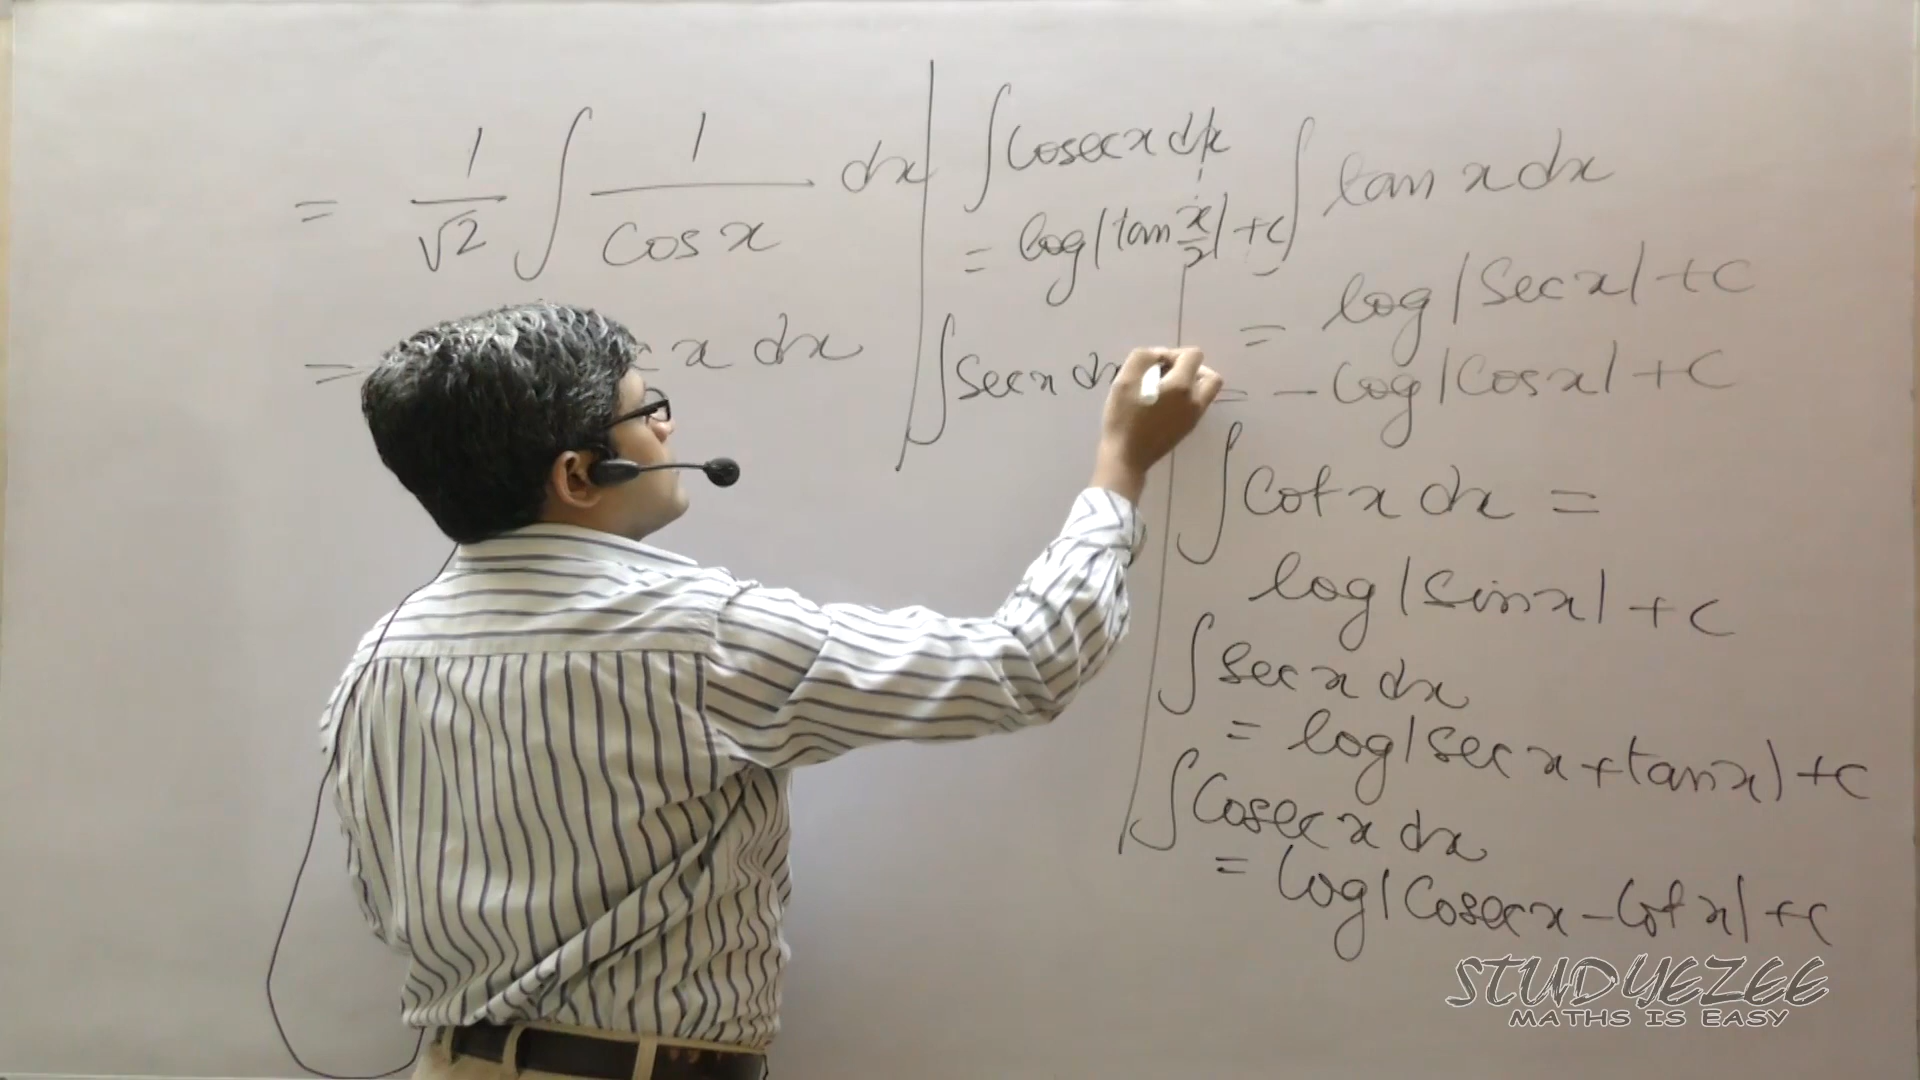 = 1/√2 ∫ 1/cos x dx
= x dx
∫ cosec x dx
= log|tan x/2| + c
∫ sec x dx
∫ tan x dx
= log|sec x| + c
= - log|cos x| + c
∫ cot x dx =
log|sin x| + c
∫ sec x dx
= log|sec x + tan x| + c
∫ cosec x dx
= log|cosec x - cot x| + c
STUDYEZEE
MATHS IS EASY